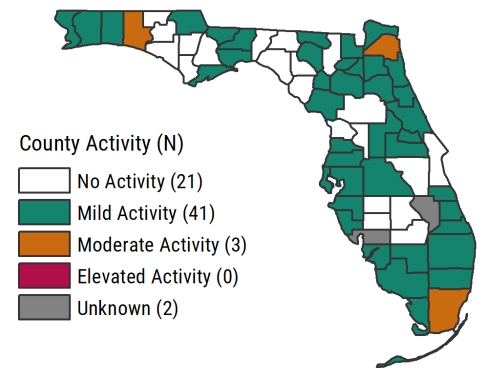 County Activity (N)
No Activity (21)
Mild Activity (41)
Moderate Activity (3)
Elevated Activity (0)
Unknown (2)